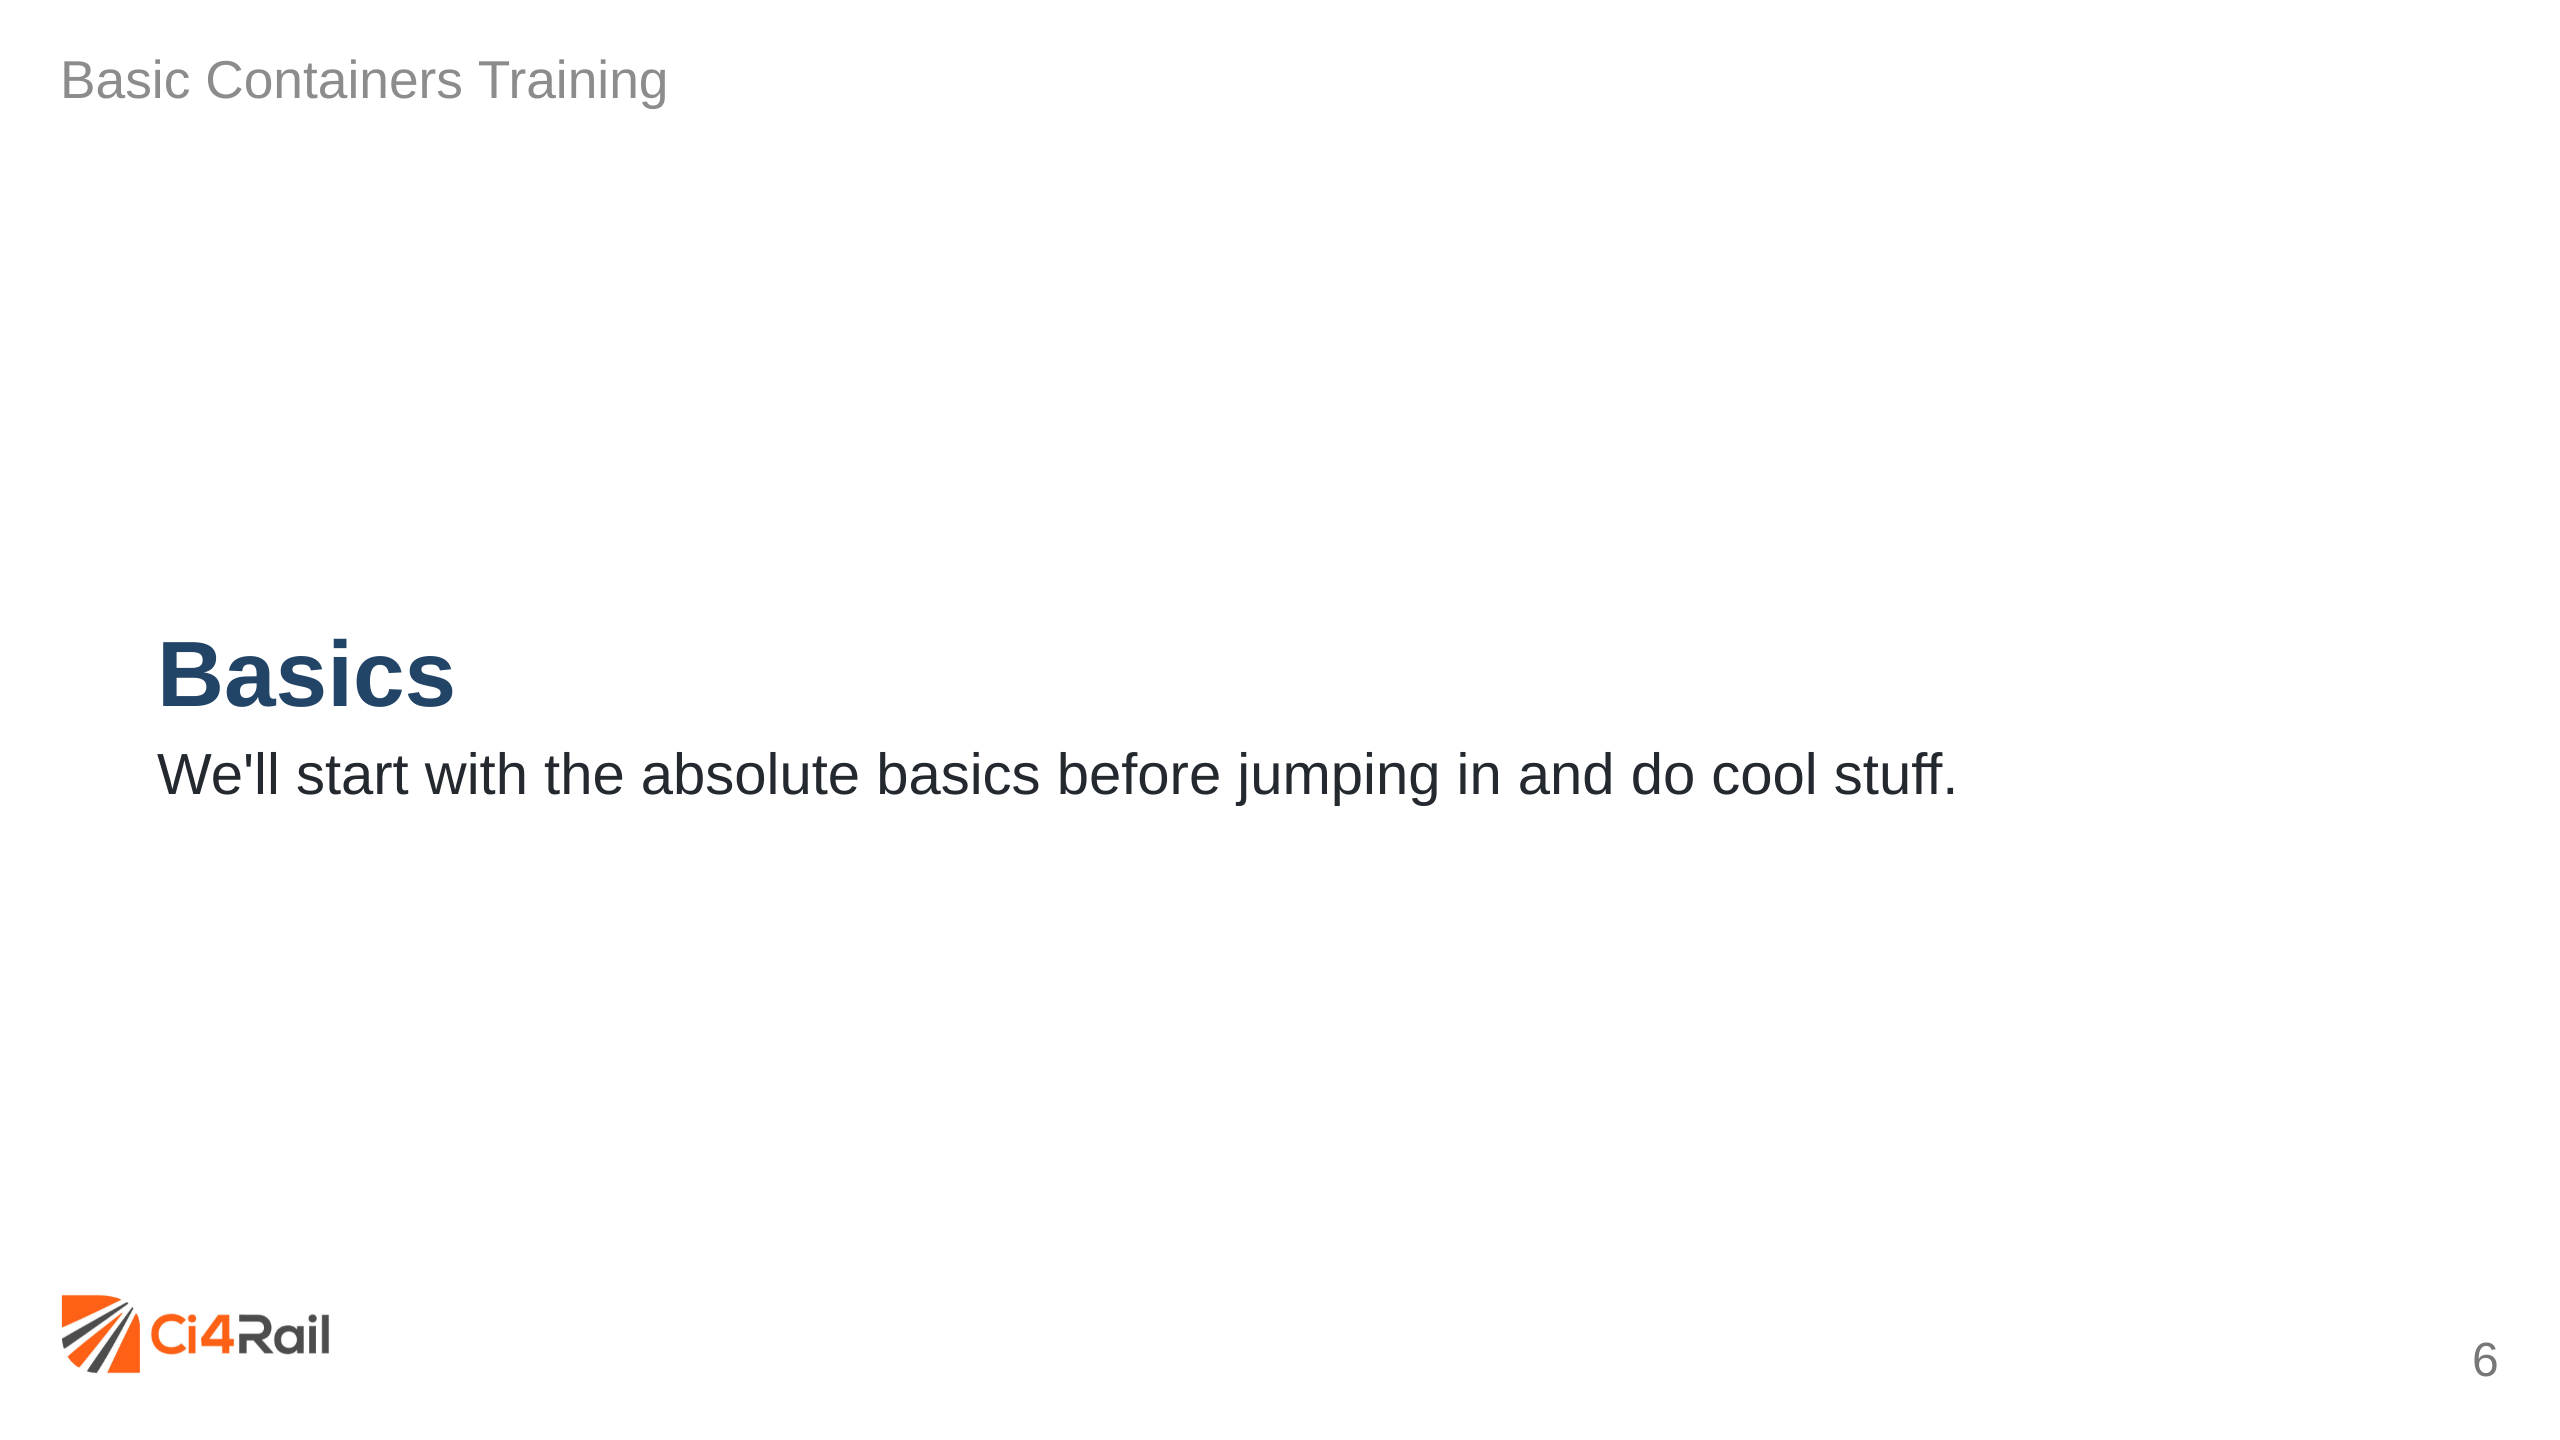 Basic Containers Training
Basics
We'll start with the absolute basics before jumping in and do cool stuff.
Ci4Rail
6